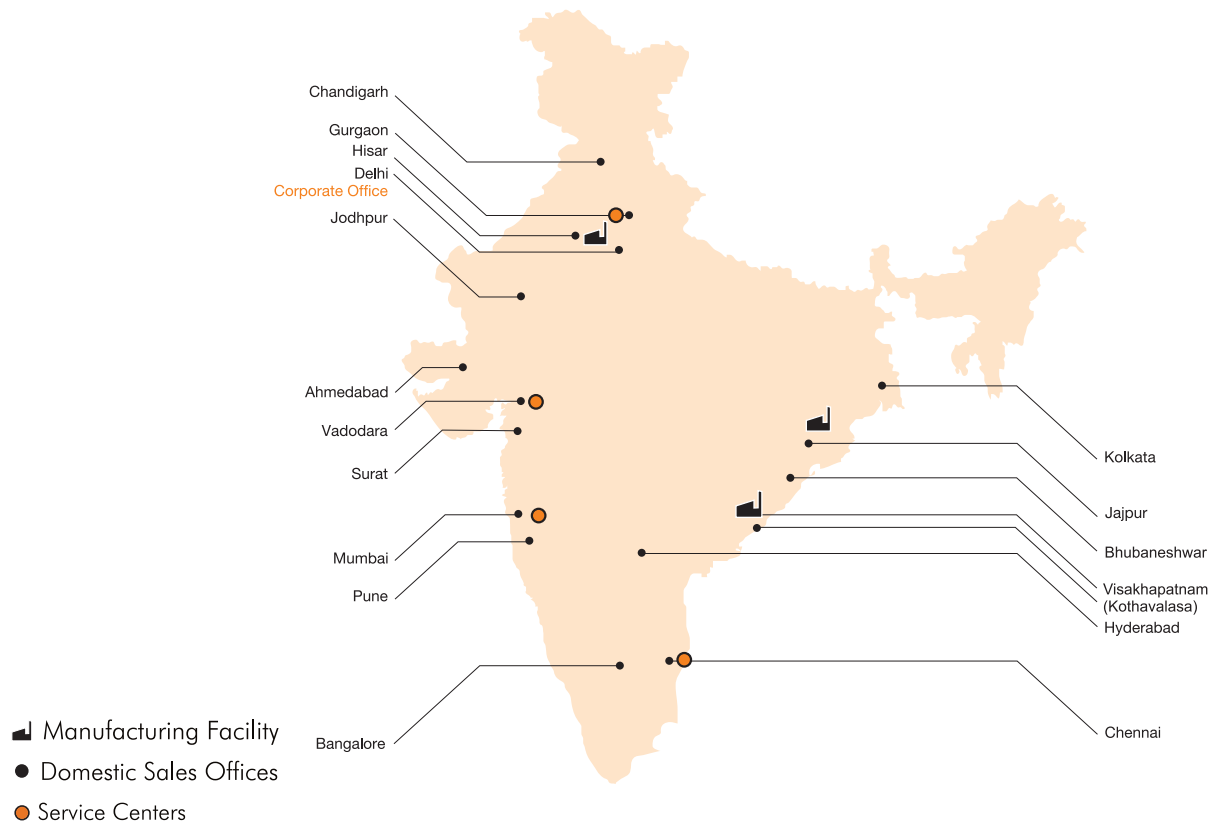 Chandigarh
Gurgaon
Hisar
Delhi
Corporate Office
Jodhpur
Ahmedabad
Vadodara
Surat
Mumbai
Pune
Bangalore
Kolkata
Jajpur
Bhubaneshwar
Visakhapatnam
(Kothavalasa)
Hyderabad
Chennai
Manufacturing Facility
Domestic Sales Offices
Service Centers